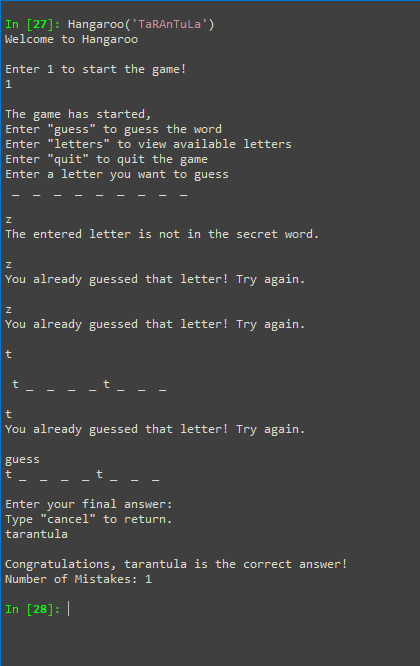 In [27]: Hangaroo('TaRAnTuLa')
Welcome to Hangaroo
Enter 1 to start the game!
1
The game has started,
Enter "guess" to guess the word
Enter "letters" to view available letters
Enter "quit" to quit the game
Enter a letter you want to guess
_ _ _ _ _ _ _ _ _
z
The entered letter is not in the secret word.
z
You already guessed that letter! Try again.
z
You already guessed that letter! Try again.
t
t _ _ _ _ t _ _ _
t
You already guessed that letter! Try again.
guess
t _ _ _ _ t _ _ _
Enter your final answer:
Type "cancel" to return.
tarantula
Congratulations, tarantula is the correct answer!
Number of Mistakes: 1
In [28]: